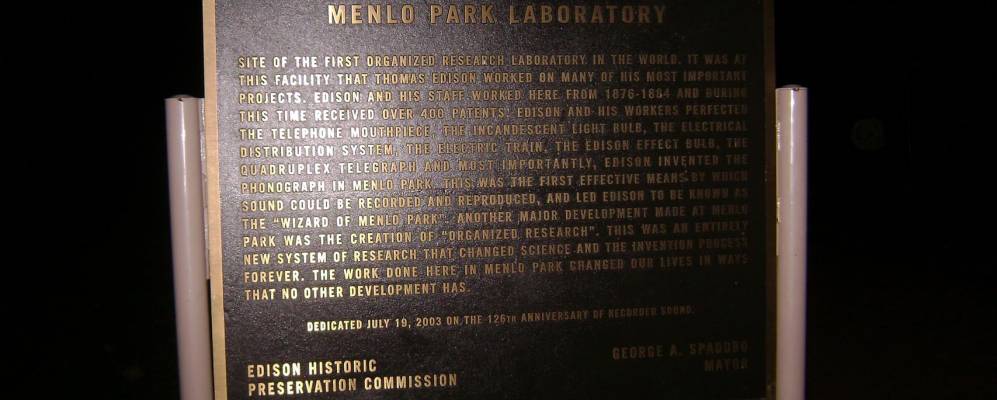 MENLO PARK LABORATORY
SITE OF THE FIRST ORGANIZED RESEARCH LABORATORY IN THE WORLD. IT WAS AT
THIS FACILITY THAT THOMAS EDISON WORKED ON MANY OF HIS MOST IMPORTANT
PROJECTS. EDISON AND HIS STAFF WORKED HERE FROM 1876-1884 AND DURING
THIS TIME RECEIVED OVER 400 PATENTS. EDISON AND HIS WORKERS PERFECTED
THE TELEPHONE MOUTHPIECE, THE INCANDESCENT LIGHT BULB, THE ELECTRICAL
DISTRIBUTION SYSTEM, THE ELECTRIC TRAIN, THE EDISON EFFECT BULB, THE
QUADRUPLEX TELEGRAPH AND MOST IMPORTANTLY, EDISON INVENTED THE
PHONOGRAPH IN MENLO PARK. THIS WAS THE FIRST EFFECTIVE MEANS BY WHICH
SOUND COULD BE RECORDED AND REPRODUCED, AND LED EDISON TO BE KNOWN AS
THE "WIZARD OF MENLO PARK". ANOTHER MAJOR DEVELOPMENT MADE AT MENLO
PARK WAS THE CREATION OF "ORGANIZED RESEARCH". THIS WAS AN ENTIRELY
NEW SYSTEM OF RESEARCH THAT CHANGED SCIENCE AND THE INVENTION PROCESS
FOREVER. THE WORK DONE HERE IN MENLO PARK CHANGED OUR LIVES IN WAYS
THAT NO OTHER DEVELOPMENT HAS.
DEDICATED JULY 19, 2003 ON THE 126TH ANNIVERSARY OF RECORDED SOUND.
EDISON HISTORIC
PRESERVATION COMMISSION
GEORGE A. SPADORO
MAYOR